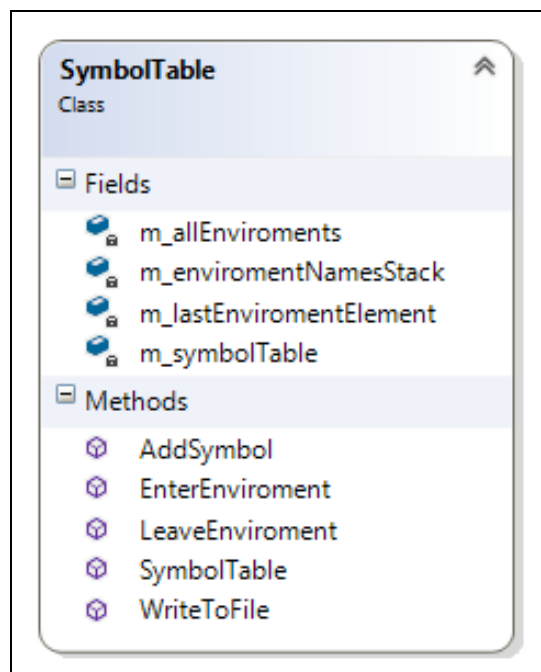 SymbolTable
Class
Fields
m_allEnviroments
m_enviromentNamesStack
m_lastEnviromentElement
m_symbolTable
Methods
AddSymbol
EnterEnviroment
LeaveEnviroment
SymbolTable
WriteToFile